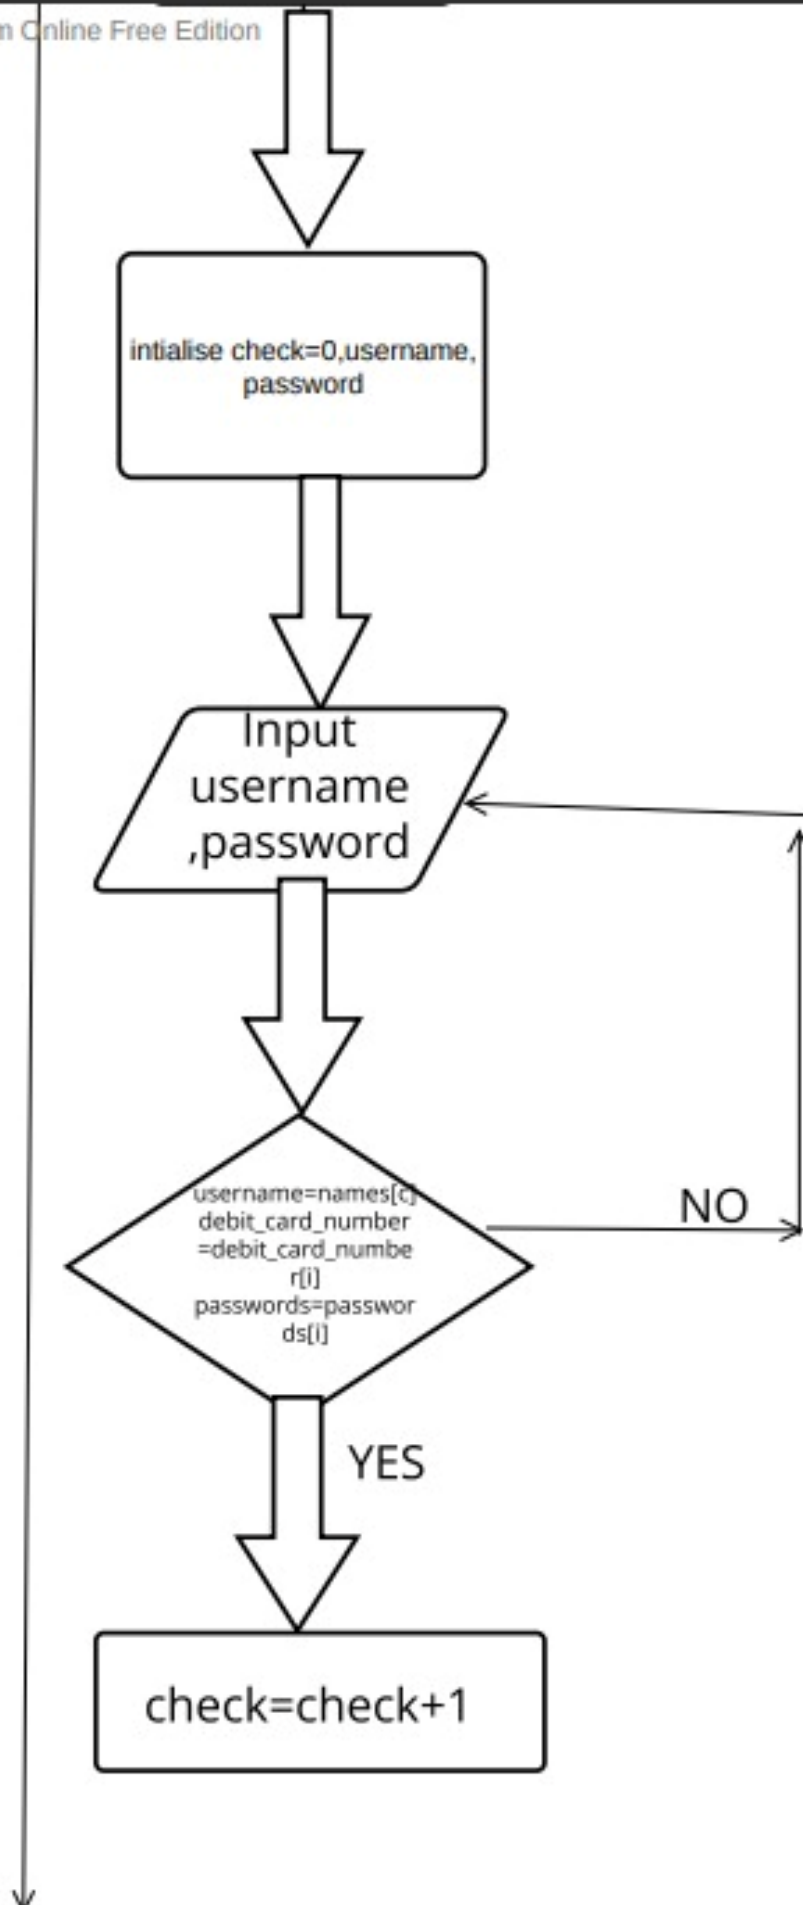 m Online Free Edition
intialise check=0,username,
password
Input
username
,password
username=names[c]
debit_card_number
=debit_card_numbe
r[i]
passwords=passwor
ds[i]
NO
YES
check=check+1